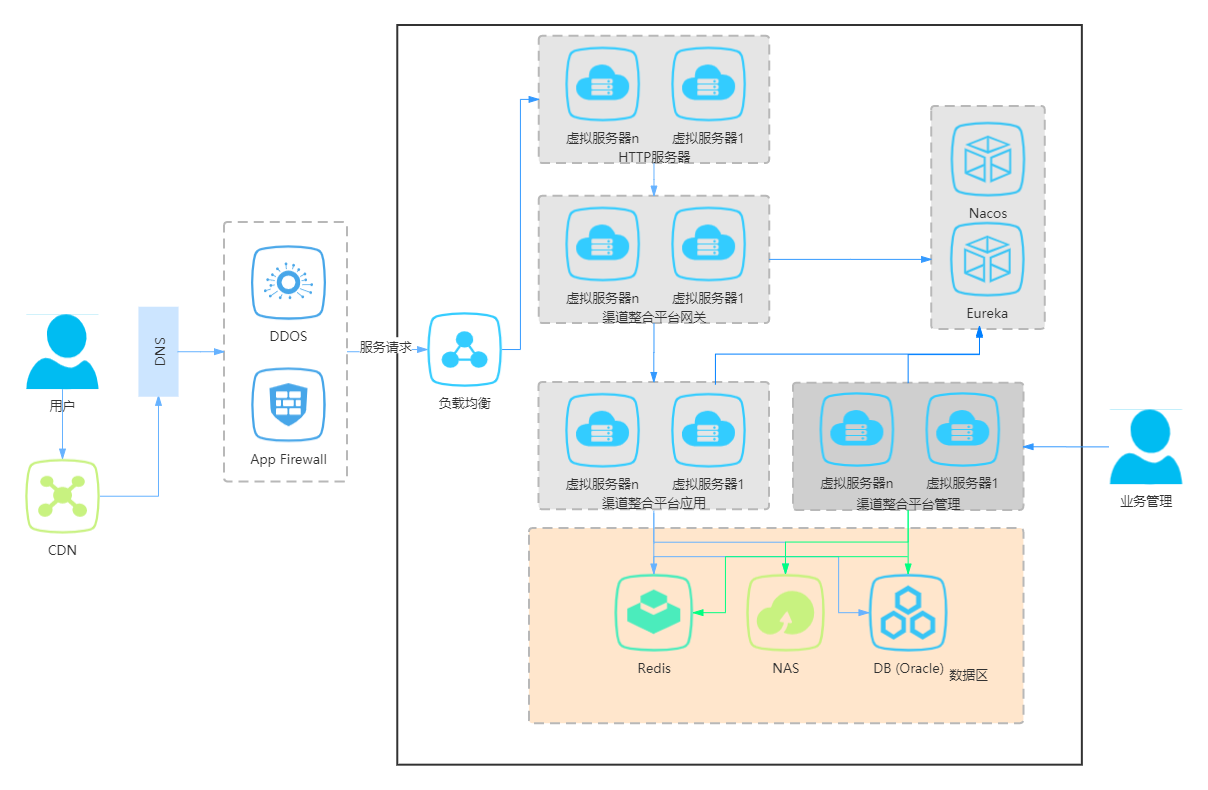 虚拟服务器n
虚拟服务器1
HTTP服务器
Nacos
Eureka
虚拟服务器n
虚拟服务器1
渠道整合平台网关
DDOS
App Firewall
DNS
用户
CDN
服务请求
负载均衡
虚拟服务器n
虚拟服务器1
渠道整合平台应用
虚拟服务器n
虚拟服务器1
渠道整合平台管理
业务管理
Redis
NAS
DB (Oracle)
数据区